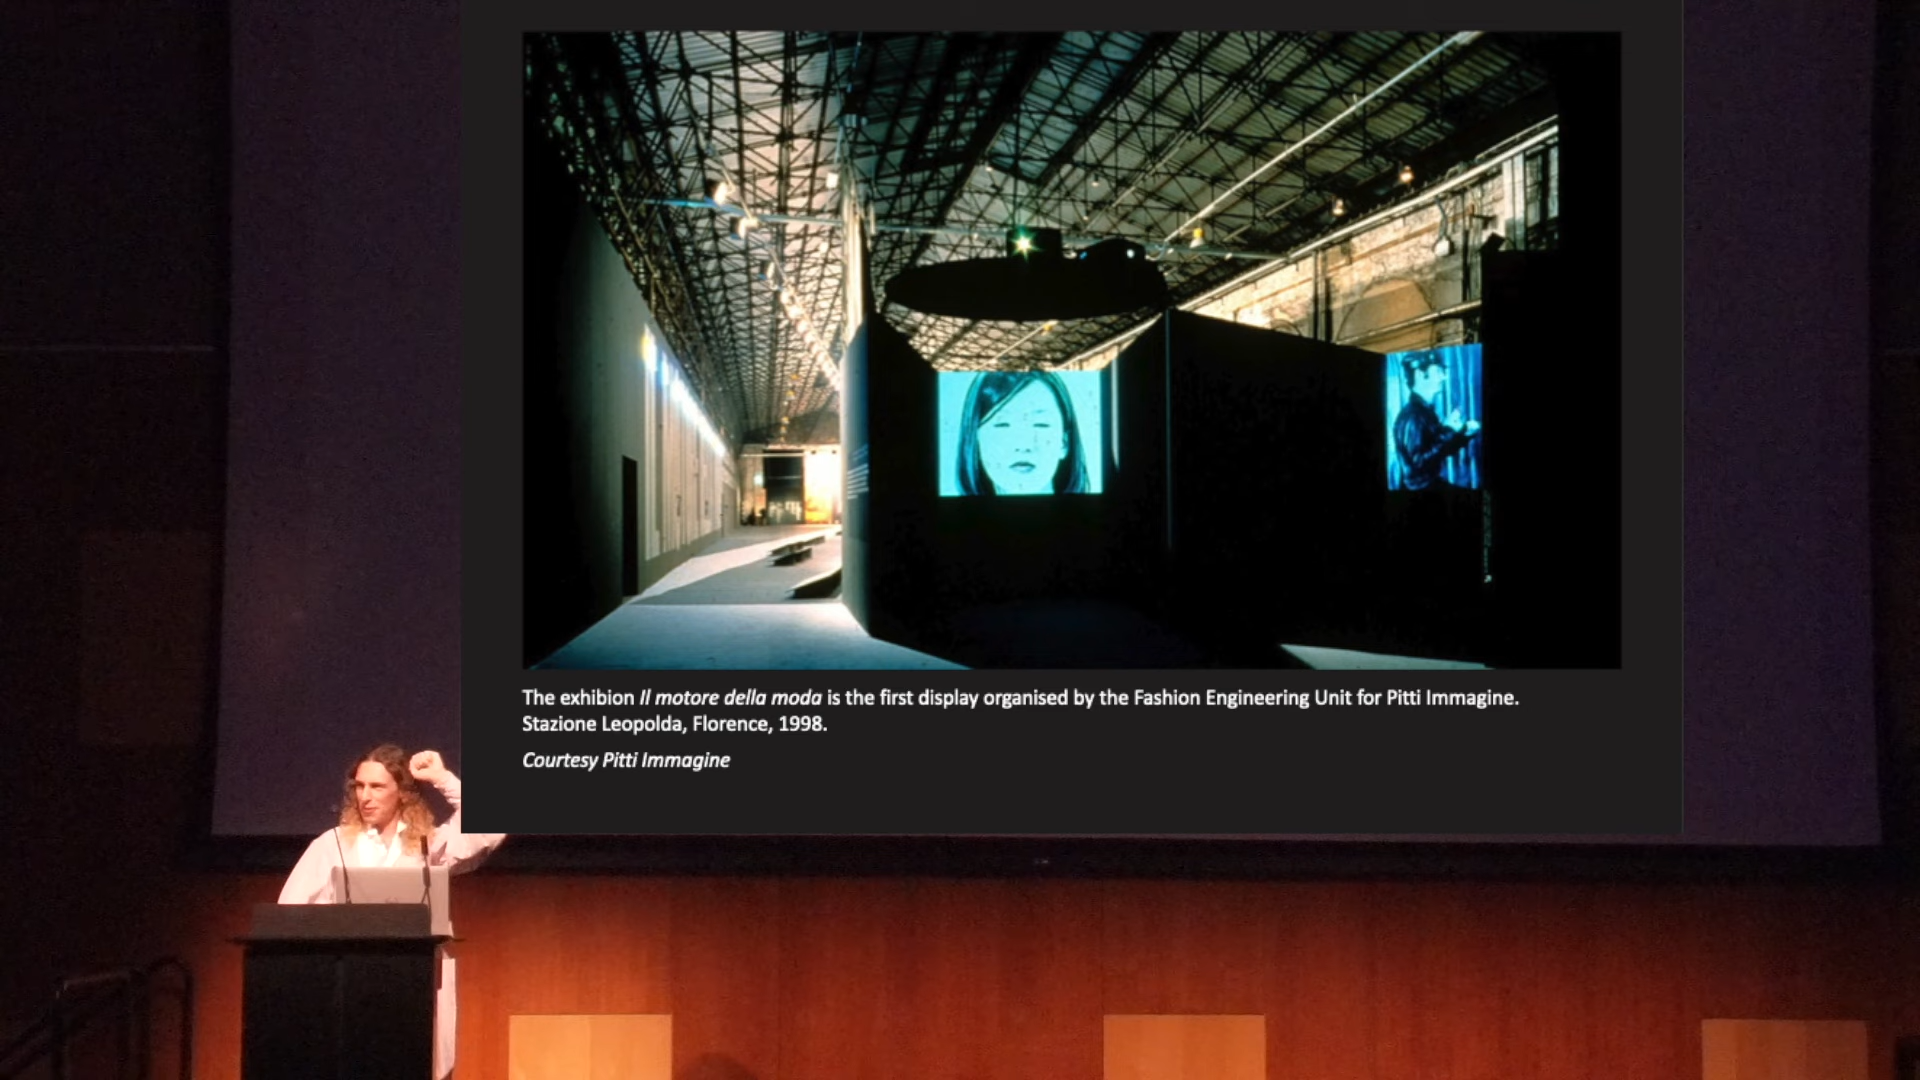 The exhibion Il motore della moda is the first display organised by the Fashion Engineering Unit for Pitti Immagine.
Stazione Leopolda, Florence, 1998.
Courtesy Pitti Immagine